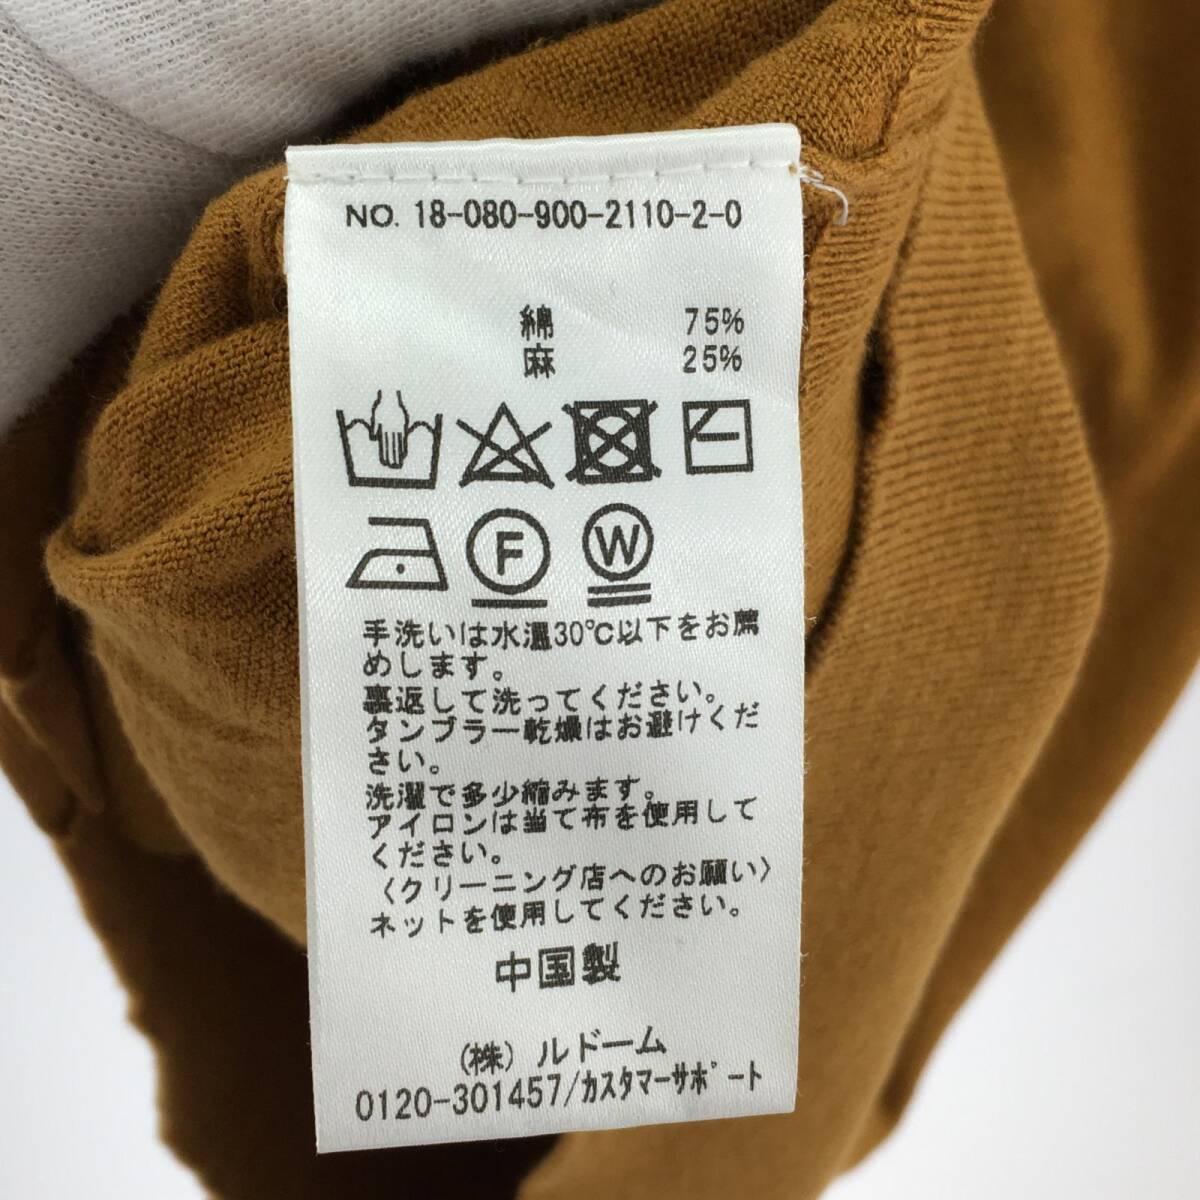 NO. 18-080-900-2110-2-0
綿 75%
麻 25%
F W
手洗いは水温30℃以下をお薦
めします。
裏返して洗ってください。
タンブラー乾燥はお避けくだ
さい。
洗濯で多少縮みます。
アイロンは当て布を使用して
ください。
〈クリーニング店へのお願い〉
ネットを使用してください。
中国製
(株) ルドーム
0120-301457/カスタマーサポート